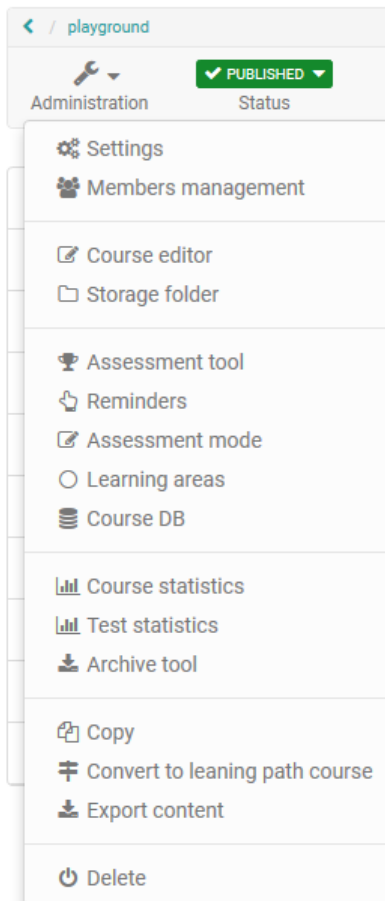 / playground
PUBLISHED
Administration Status
Settings
Members management
Course editor
Storage folder
Assessment tool
Reminders
Assessment mode
Learning areas
Course DB
Course statistics
Test statistics
Archive tool
Copy
Convert to leaning path course
Export content
Delete